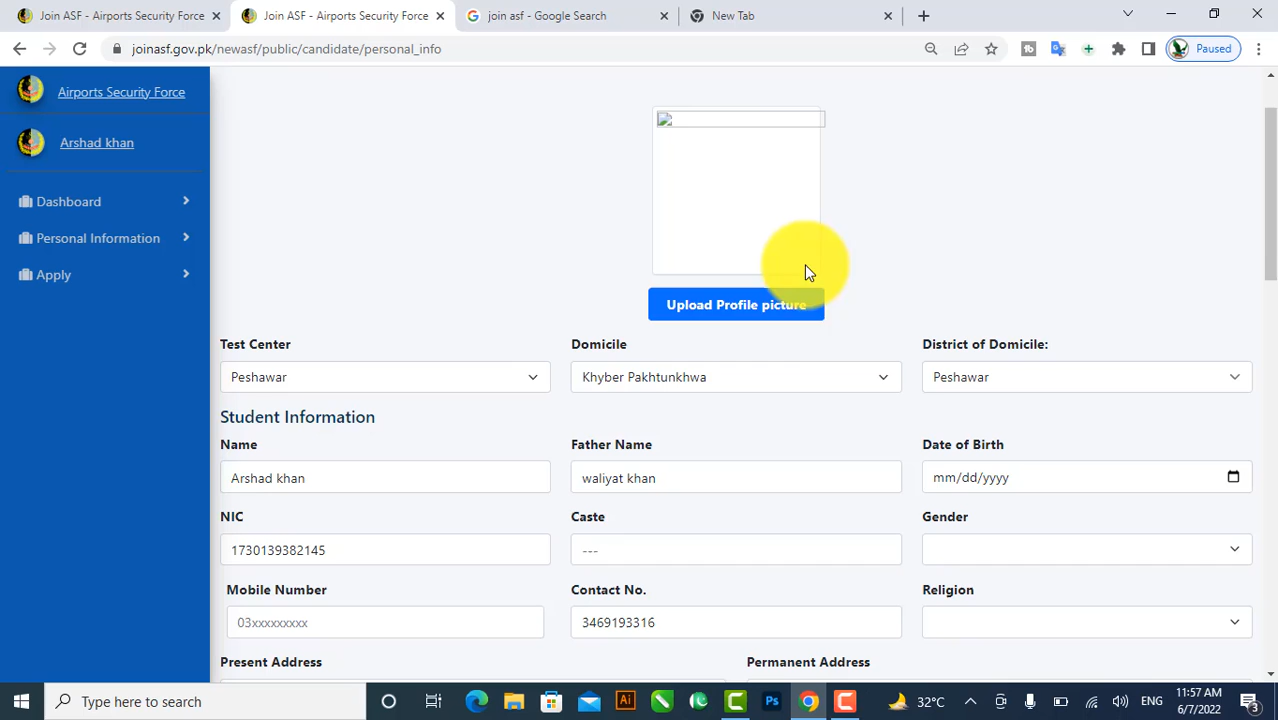 Join ASF - Airports Security Force
Join ASF - Airports Security Force
join asf - Google Search
New Tab
joinasf.gov.pk/newasf/public/candidate/personal_info
Paused
Airports Security Force
Arshad khan
Dashboard
Personal Information
Apply
Upload Profile picture
Test Center
Domicile
District of Domicile:
Peshawar
Khyber Pakhtunkhwa
Peshawar
Student Information
Name
Father Name
Date of Birth
Arshad khan
waliyat khan
mm/dd/yyyy
NIC
Caste
Gender
1730139382145
---
Mobile Number
Contact No.
Religion
03xxxxxxxxx
3469193316
Present Address
Permanent Address
Type here to search
Ai
Ps
32°C
ENG
11:57 AM
6/7/2022
3